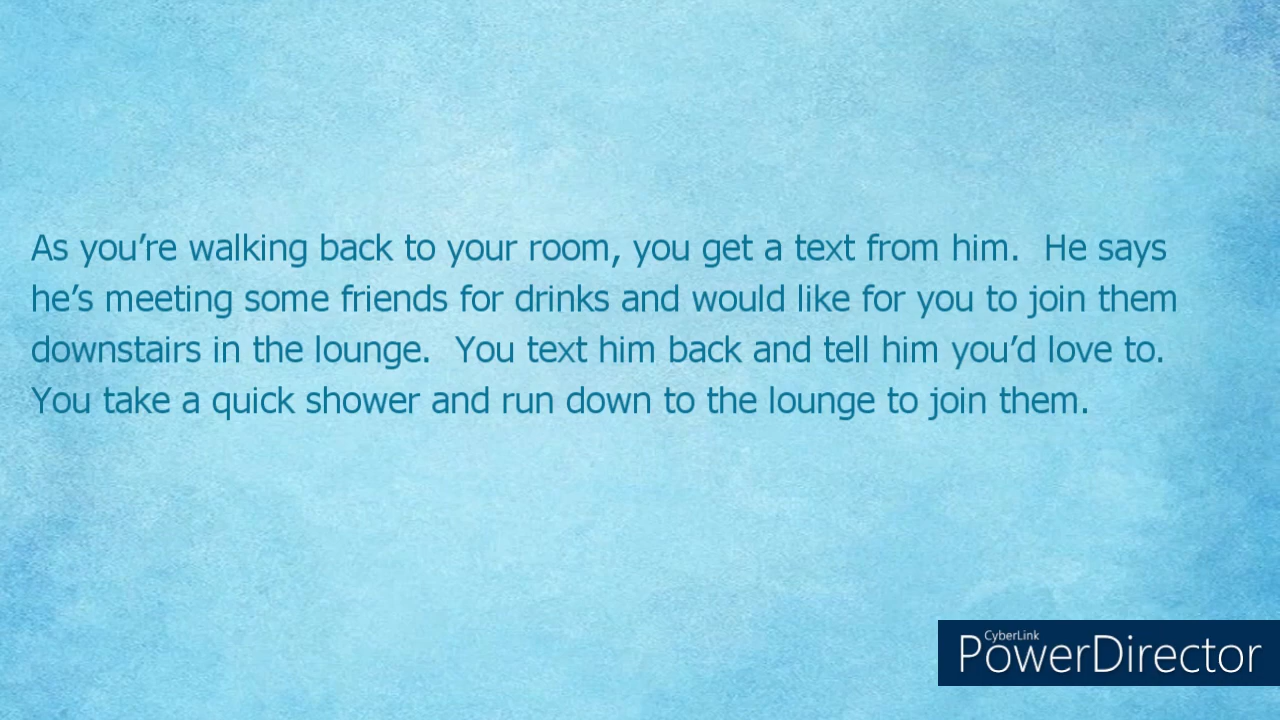 As you’re walking back to your room, you get a text from him.  He says
he’s meeting some friends for drinks and would like for you to join them
downstairs in the lounge.  You text him back and tell him you’d love to.
You take a quick shower and run down to the lounge to join them.
CyberLink
PowerDirector